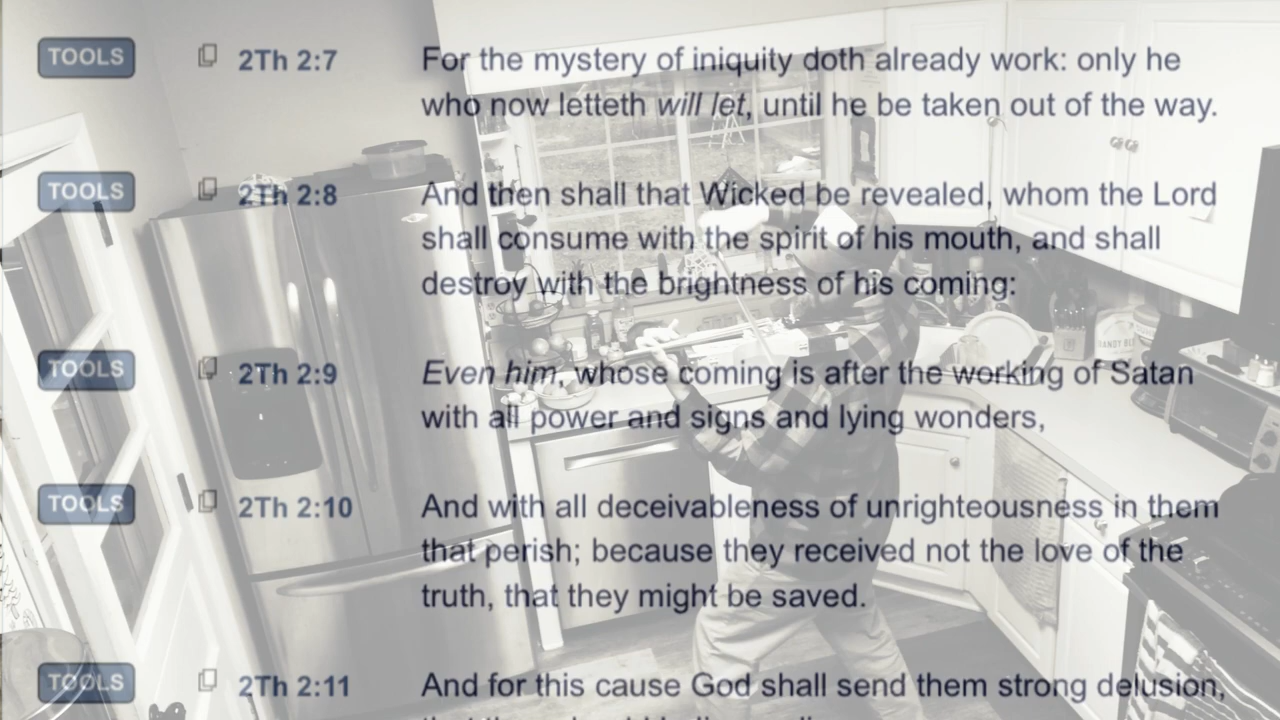 TOOLS 2Th 2:7 For the mystery of iniquity doth already work: only he
who now letteth will let, until he be taken out of the way.
TOOLS 2Th 2:8 And then shall that Wicked be revealed, whom the Lord
shall consume with the spirit of his mouth, and shall
destroy with the brightness of his coming:
TOOLS 2Th 2:9 Even him, whose coming is after the working of Satan
with all power and signs and lying wonders,
TOOLS 2Th 2:10 And with all deceivableness of unrighteousness in them
that perish; because they received not the love of the
truth, that they might be saved.
TOOLS 2Th 2:11 And for this cause God shall send them strong delusion,